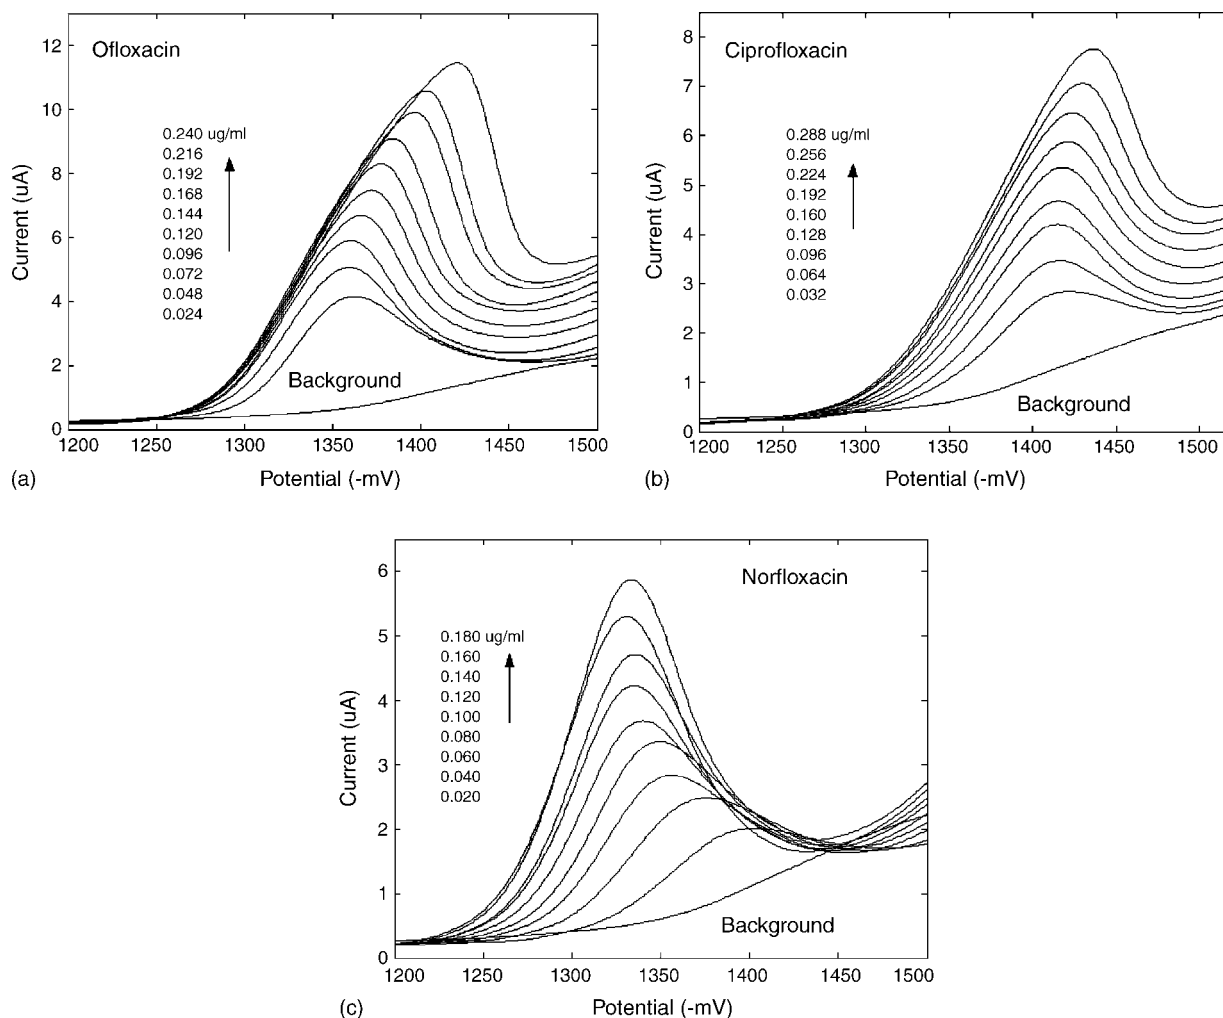 Ofloxacin
12
10
8
6
4
2
0
Current (uA)
0.240 ug/ml
0.216
0.192
0.168
0.144
0.120
0.096
0.072
0.048
0.024
Background
1200 1250 1300 1350 1400 1450 1500
(a) Potential (-mV)
Ciprofloxacin
8
7
6
5
4
3
2
1
0
Current (uA)
0.288 ug/ml
0.256
0.224
0.192
0.160
0.128
0.096
0.064
0.032
Background
1200 1250 1300 1350 1400 1450 1500
(b) Potential (-mV)
Norfloxacin
6
5
4
3
2
1
0
Current (uA)
0.180 ug/ml
0.160
0.140
0.120
0.100
0.080
0.060
0.040
0.020
Background
1200 1250 1300 1350 1400 1450 1500
(c) Potential (-mV)